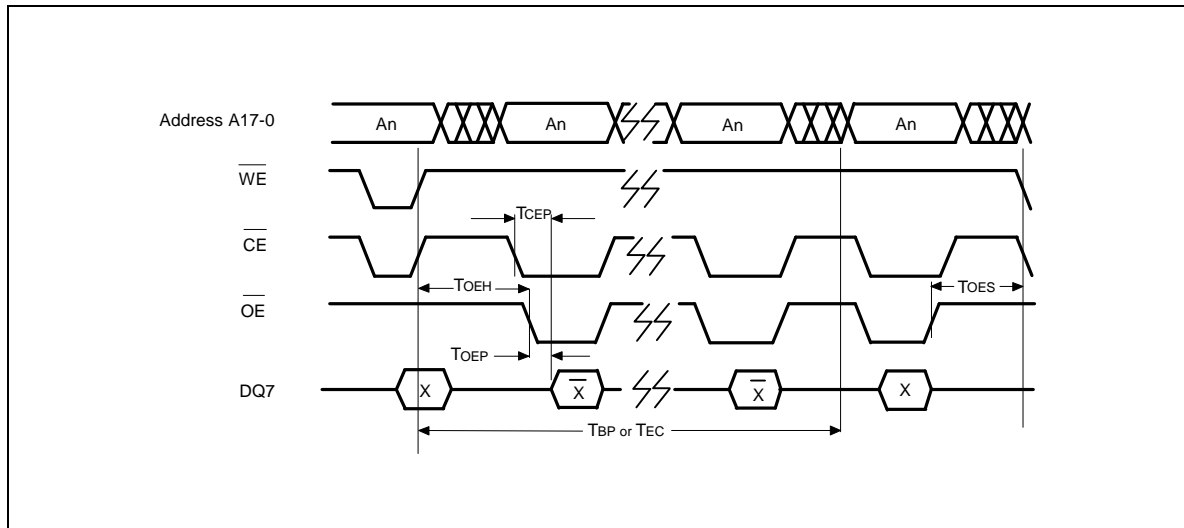 Address A17-0
An
An
An
An
WE
TCEP
CE
TOEH
TOES
OE
TOEP
DQ7
X
X
X
X
TBP or TEC